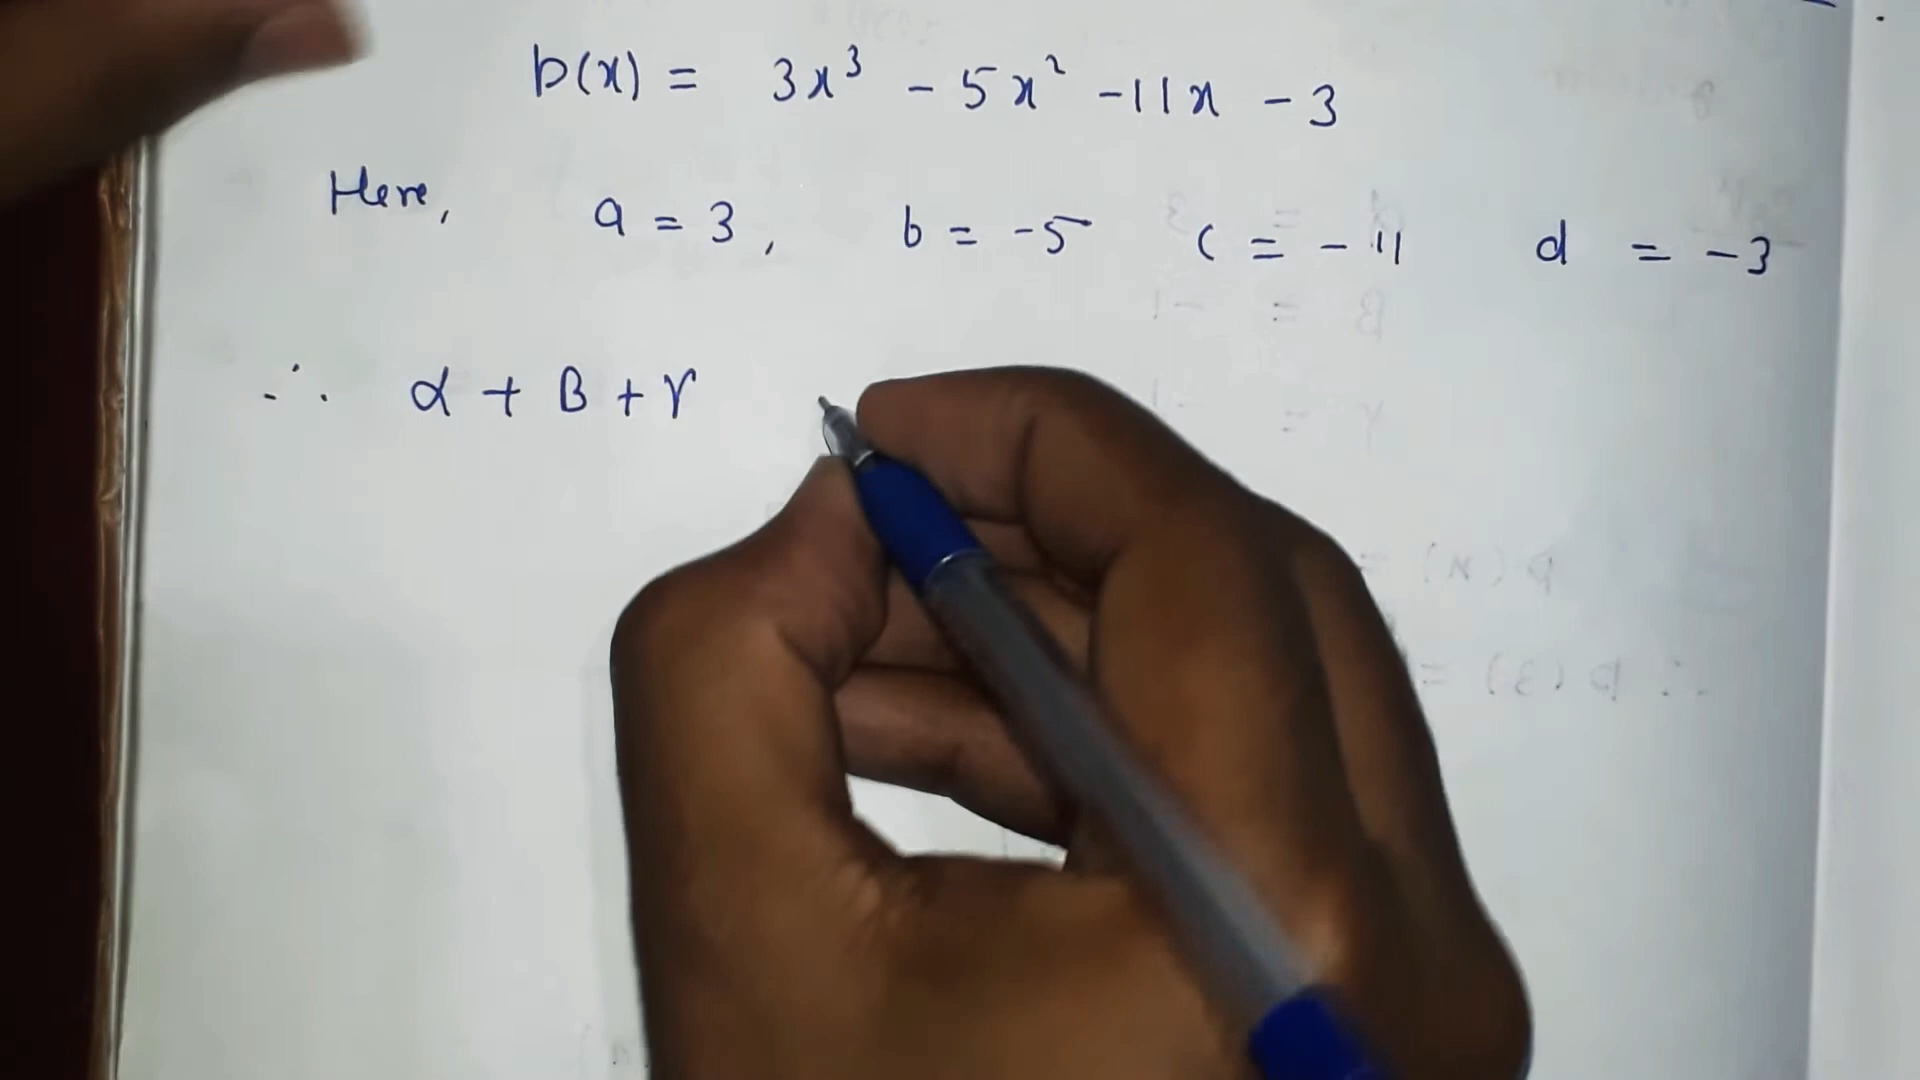 p(x) = 3x³ - 5x² - 11x - 3
Here, a = 3, b = -5 c = -11 d = -3
∴ α + β + γ